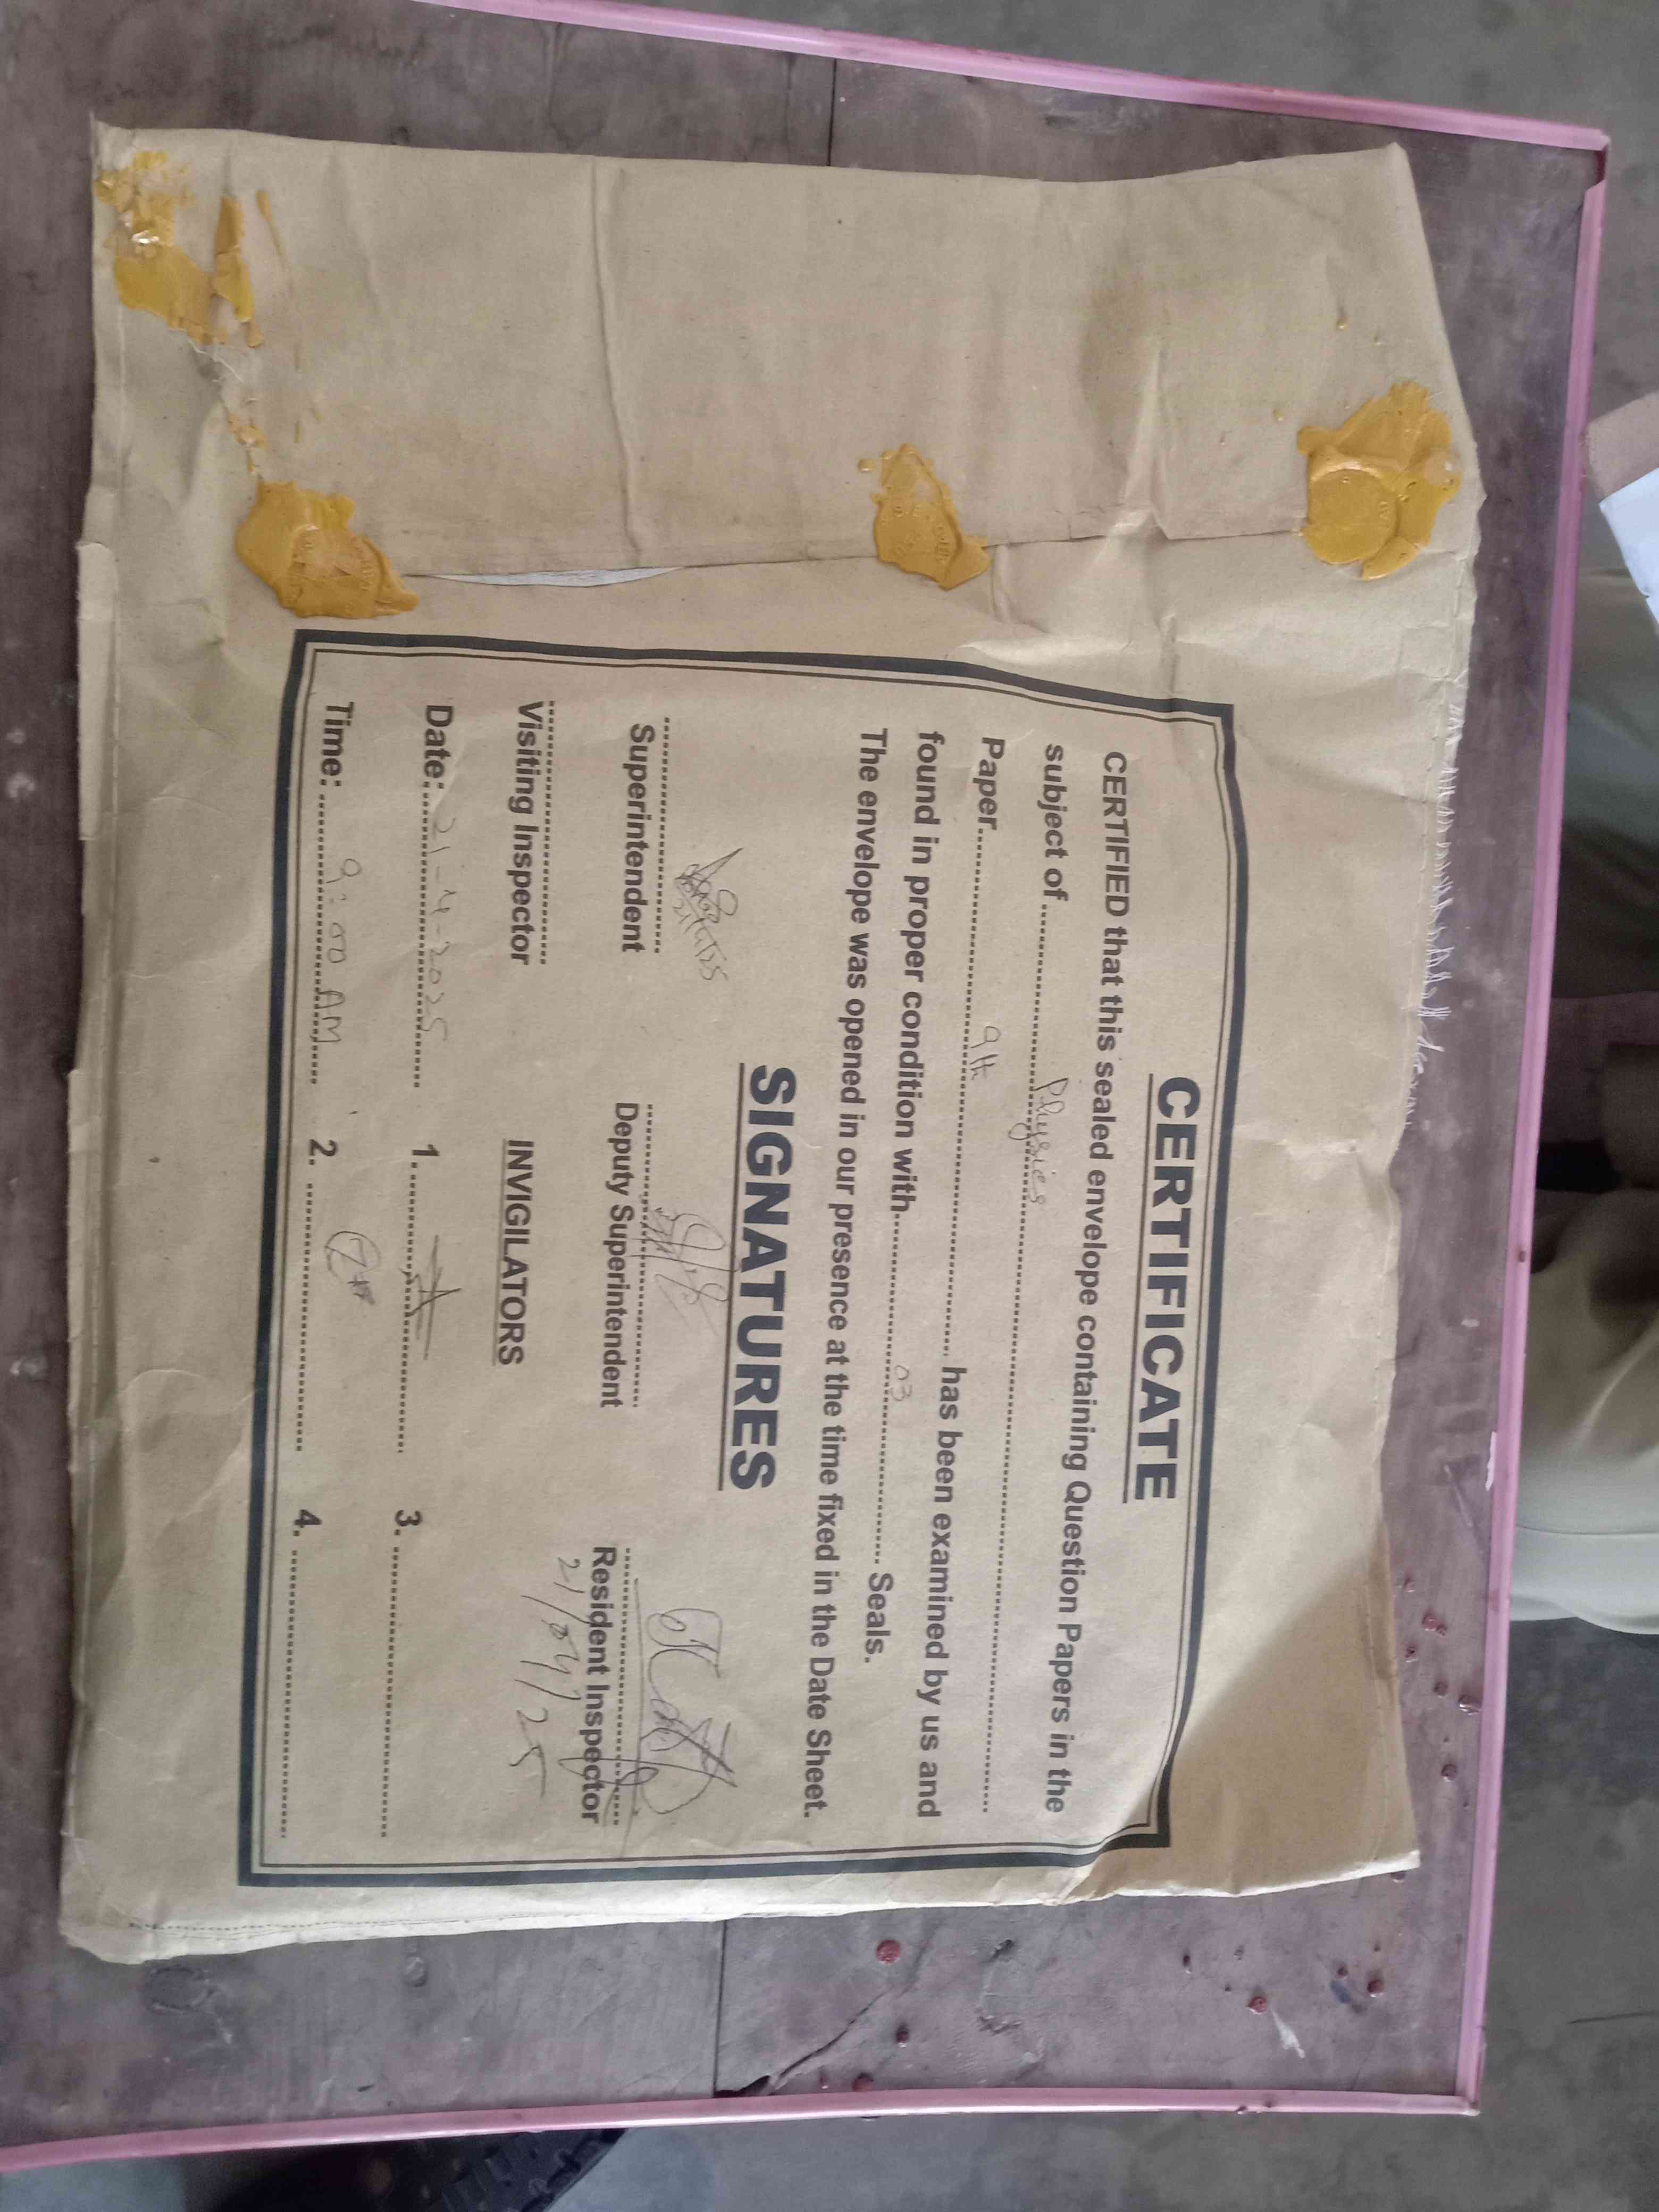 CERTIFICATE
CERTIFIED that this sealed envelope containing Question Papers in the
subject of.......Physics.......
Paper.......9th....... has been examined by us and
found in proper condition with.......03....... Seals.
The envelope was opened in our presence at the time fixed in the Date Sheet.
SIGNATURES
Superintendent Deputy Superintendent Resident Inspector
21/04/25
Visiting Inspector INVIGILATORS
Date:.......21-4-2025....... 1. ....... 3. .......
Time: .......9:00 AM....... 2. ....... 4. .......